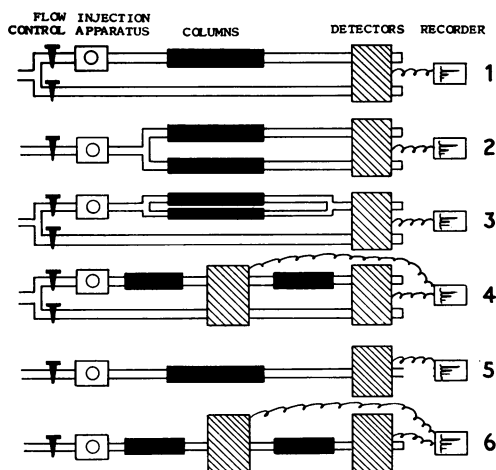 FLOW CONTROL
INJECTION APPARATUS
COLUMNS
DETECTORS
RECORDER
1
2
3
4
5
6